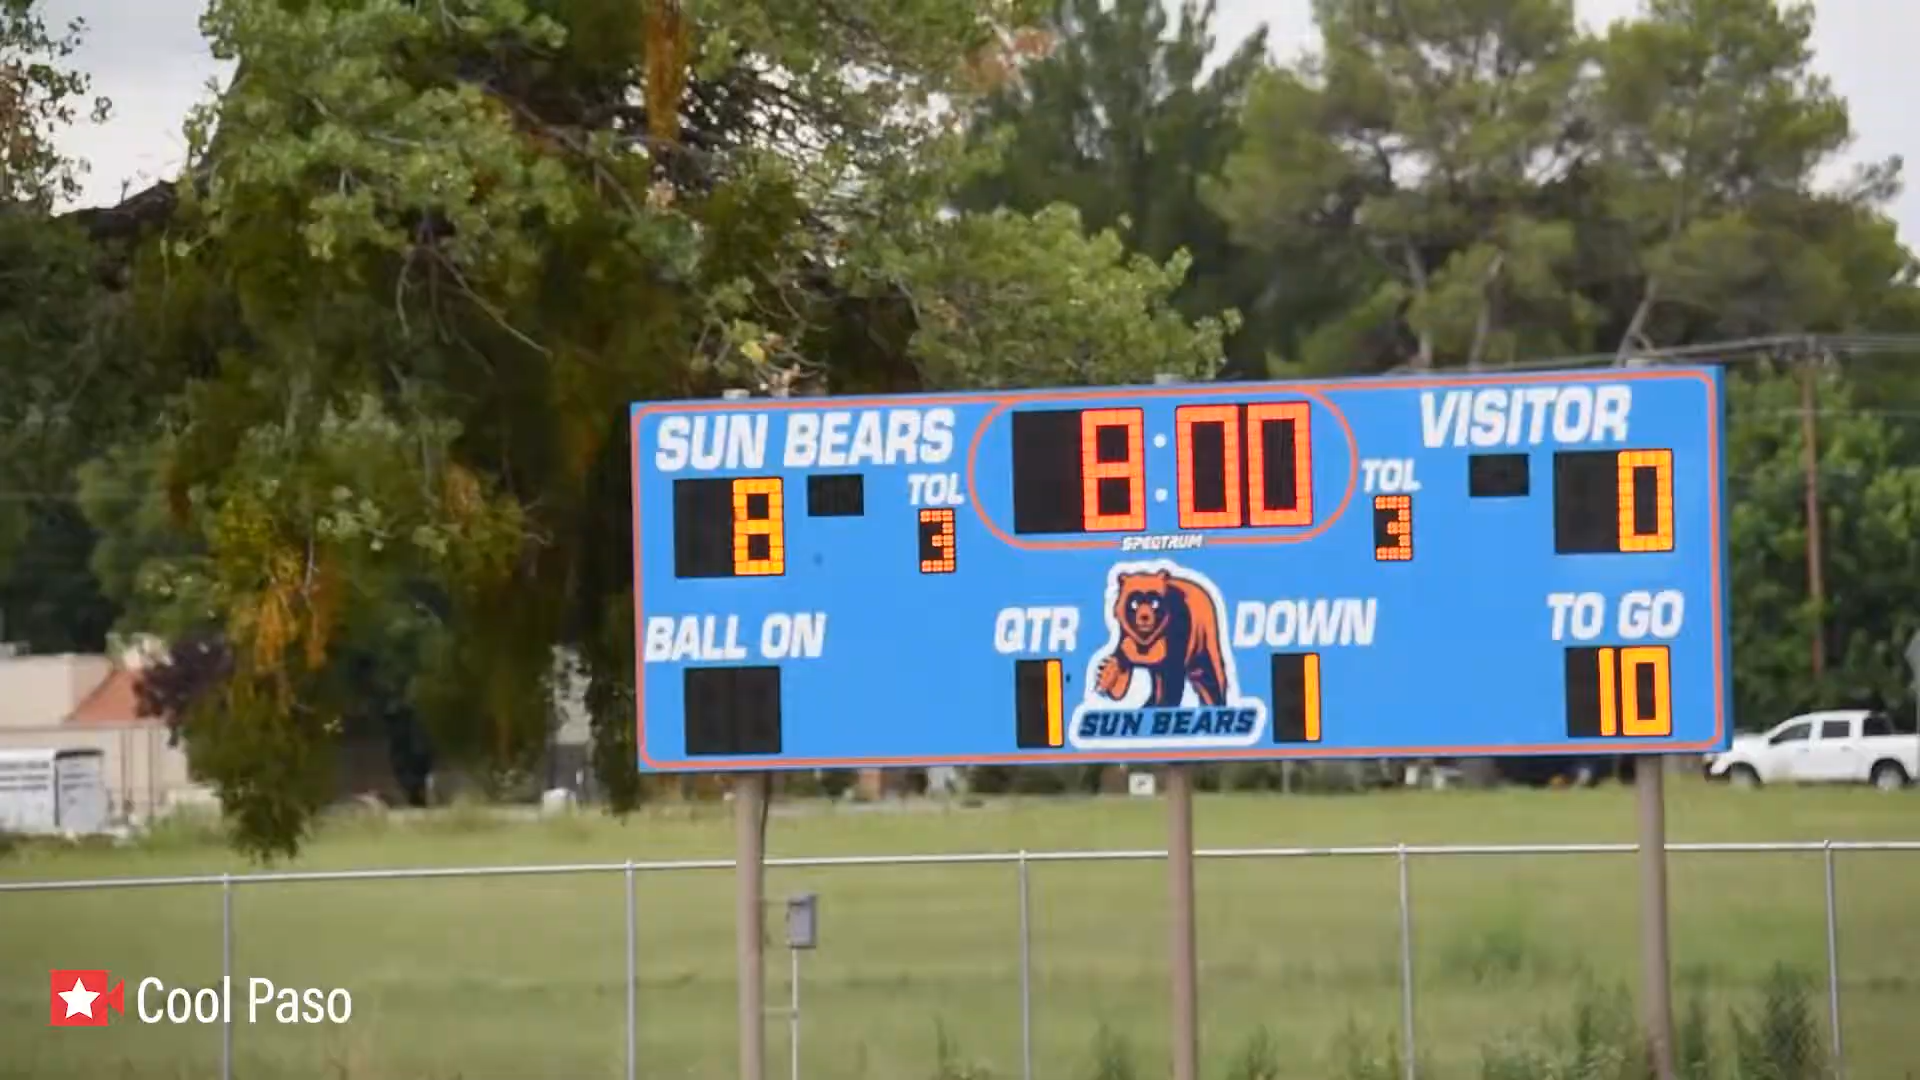 SUN BEARS
8:00
VISITOR
8
TOL
3
TOL
3
0
SPECTRUM
BALL ON
QTR
1
DOWN
1
TO GO
10
SUN BEARS
Cool Paso